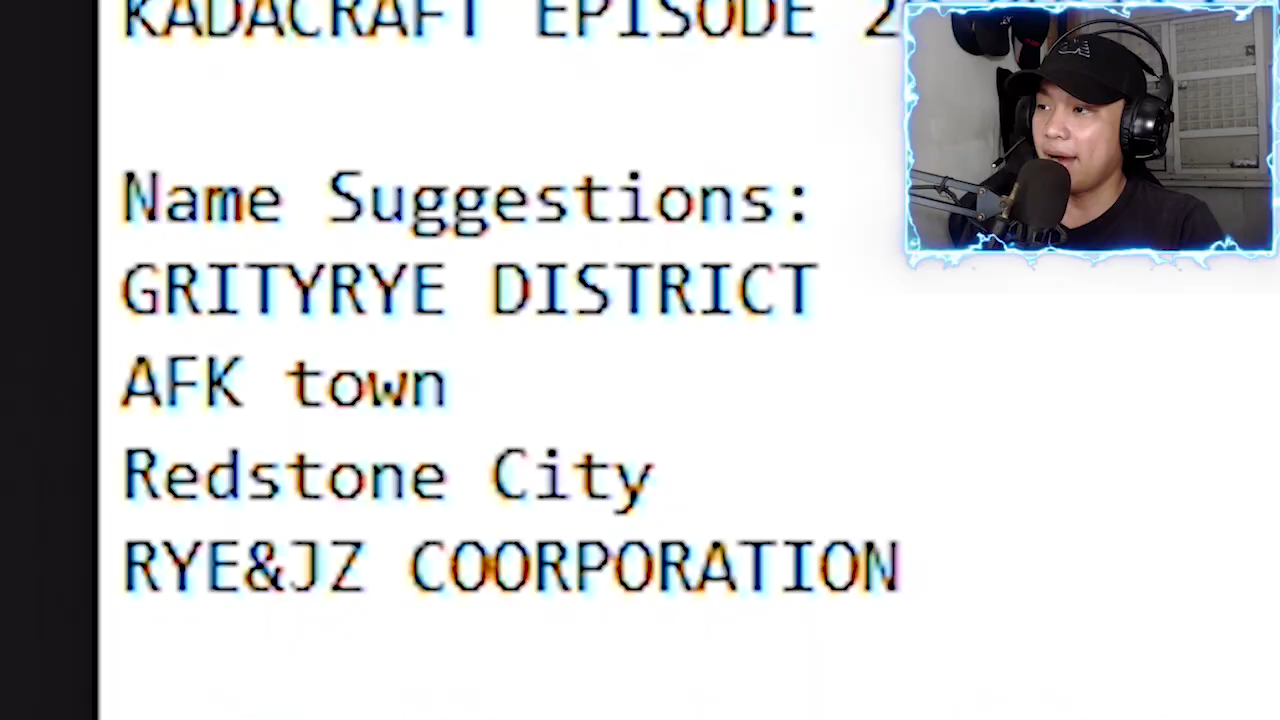 KADACRAFT EPISODE 2
Name Suggestions:
GRITYRYE DISTRICT
AFK town
Redstone City
RYE&JZ COORPORATION